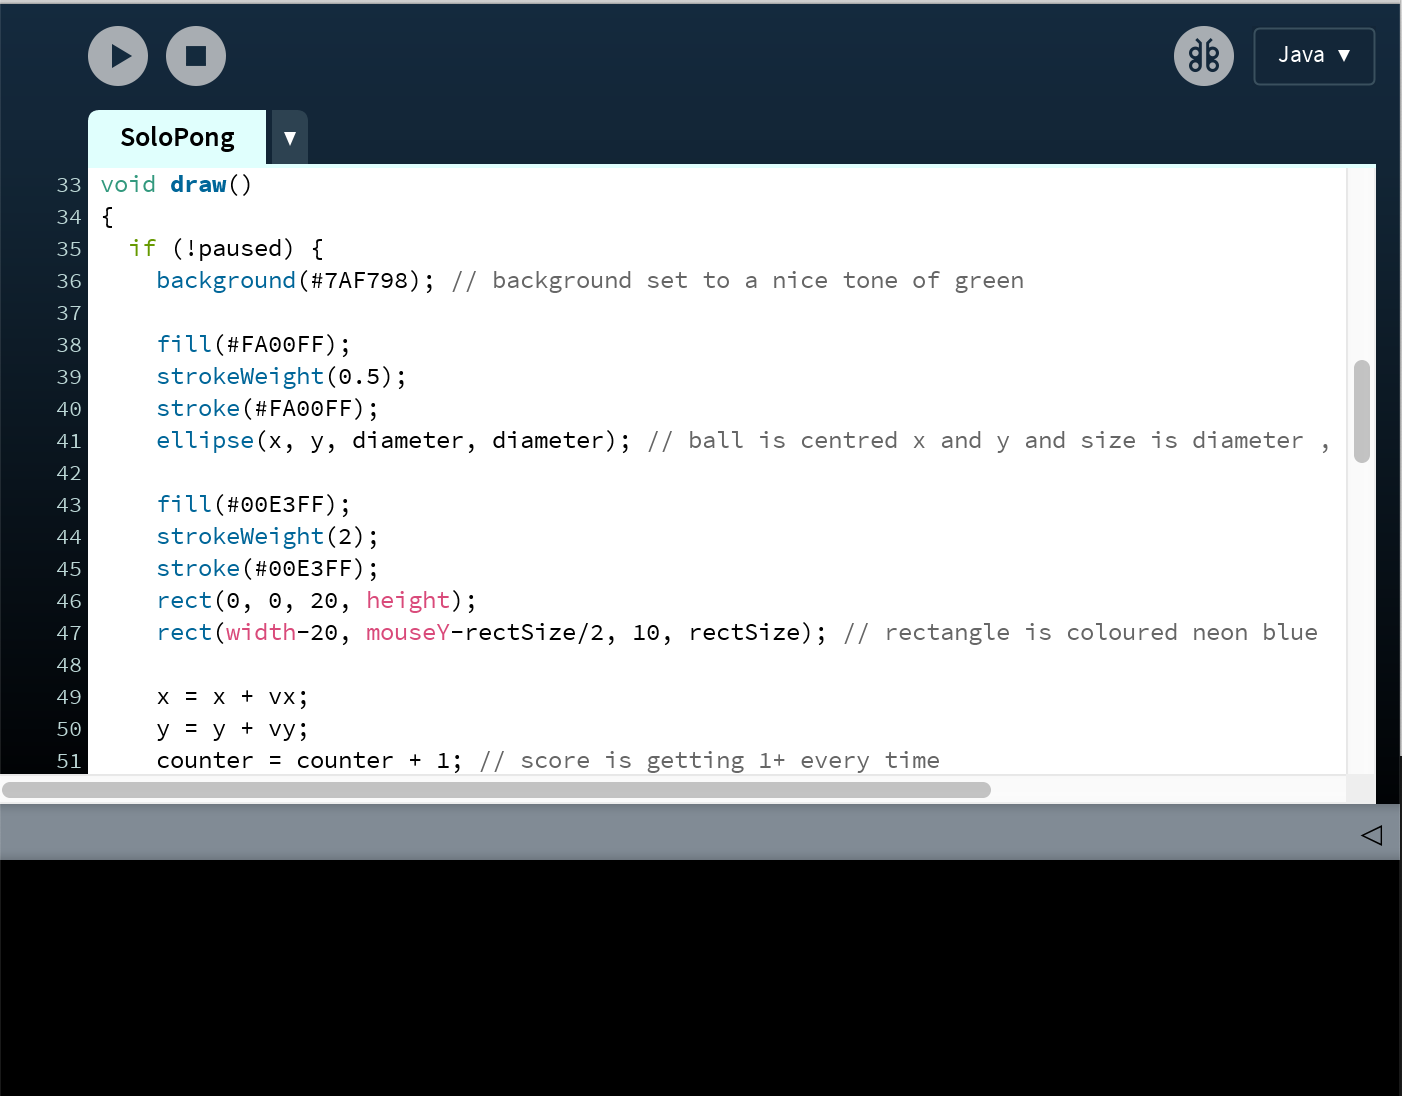 Java ▼
SoloPong ▼
33 void draw()
34 {
35 if (!paused) {
36 background(#7AF798); // background set to a nice tone of green
37
38 fill(#FA00FF);
39 strokeWeight(0.5);
40 stroke(#FA00FF);
41 ellipse(x, y, diameter, diameter); // ball is centred x and y and size is diameter ,
42
43 fill(#00E3FF);
44 strokeWeight(2);
45 stroke(#00E3FF);
46 rect(0, 0, 20, height);
47 rect(width-20, mouseY-rectSize/2, 10, rectSize); // rectangle is coloured neon blue
48
49 x = x + vx;
50 y = y + vy;
51 counter = counter + 1; // score is getting 1+ every time